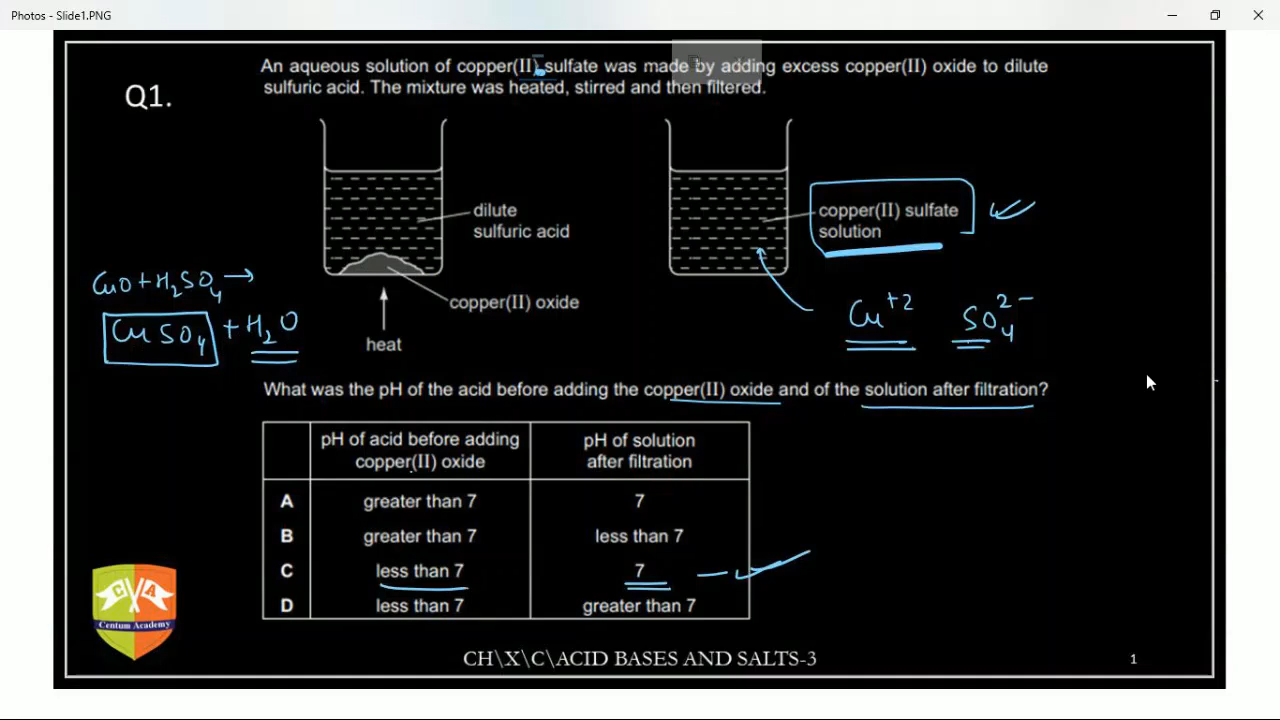 Photos - Slide1.PNG
Q1.
An aqueous solution of copper(II) sulfate was made by adding excess copper(II) oxide to dilute
sulfuric acid. The mixture was heated, stirred and then filtered.
dilute
sulfuric acid
copper(II) oxide
heat
copper(II) sulfate
solution
CuO + H₂SO₄ →
CuSO₄ + H₂O
Cu⁺² SO₄²⁻
What was the pH of the acid before adding the copper(II) oxide and of the solution after filtration?
pH of acid before adding
copper(II) oxide
pH of solution
after filtration
A greater than 7 7
B greater than 7 less than 7
C less than 7 7
D less than 7 greater than 7
C A
Centum Academy
CH\X\C\ACID BASES AND SALTS-3
1